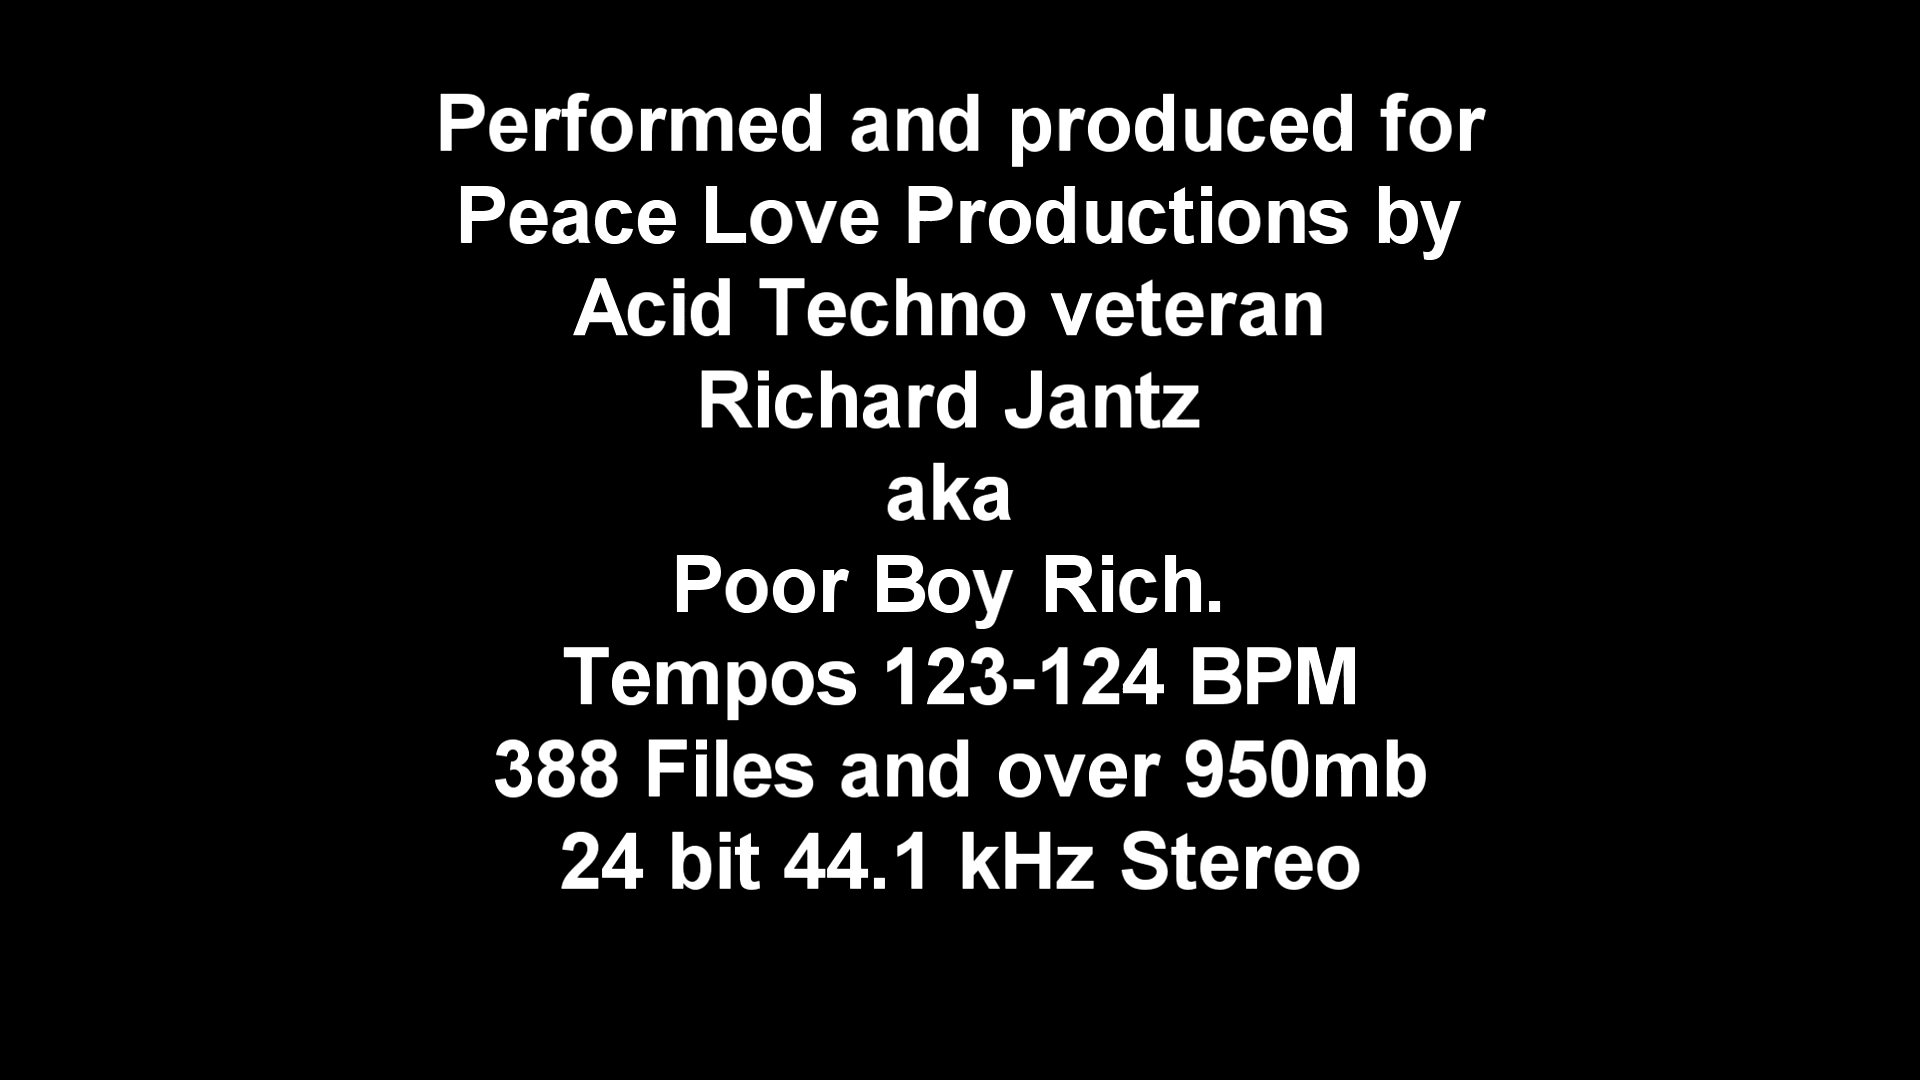 Performed and produced for
Peace Love Productions by
Acid Techno veteran
Richard Jantz
aka
Poor Boy Rich.
Tempos 123-124 BPM
388 Files and over 950mb
24 bit 44.1 kHz Stereo